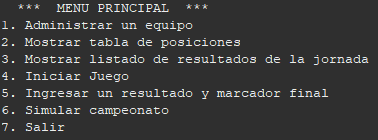 *** MENU PRINCIPAL ***
1. Administrar un equipo
2. Mostrar tabla de posiciones
3. Mostrar listado de resultados de la jornada
4. Iniciar Juego
5. Ingresar un resultado y marcador final
6. Simular campeonato
7. Salir